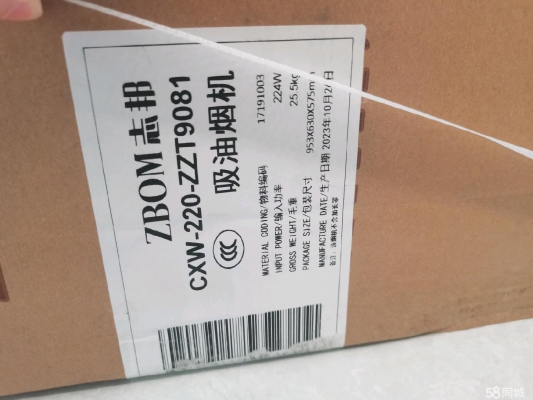 ZBOM志邦
CXW-220-ZZT9081
吸油烟机
MATERIAL CODING/物料编码 17191003
INPUT POWER/输入功率 224W
GROSS WEIGHT/毛重 25.5kg
PACKAGE SIZE/包装尺寸 953X630X575mm
MANUFACTURE DATE/生产日期 2023年10月2日
58同城